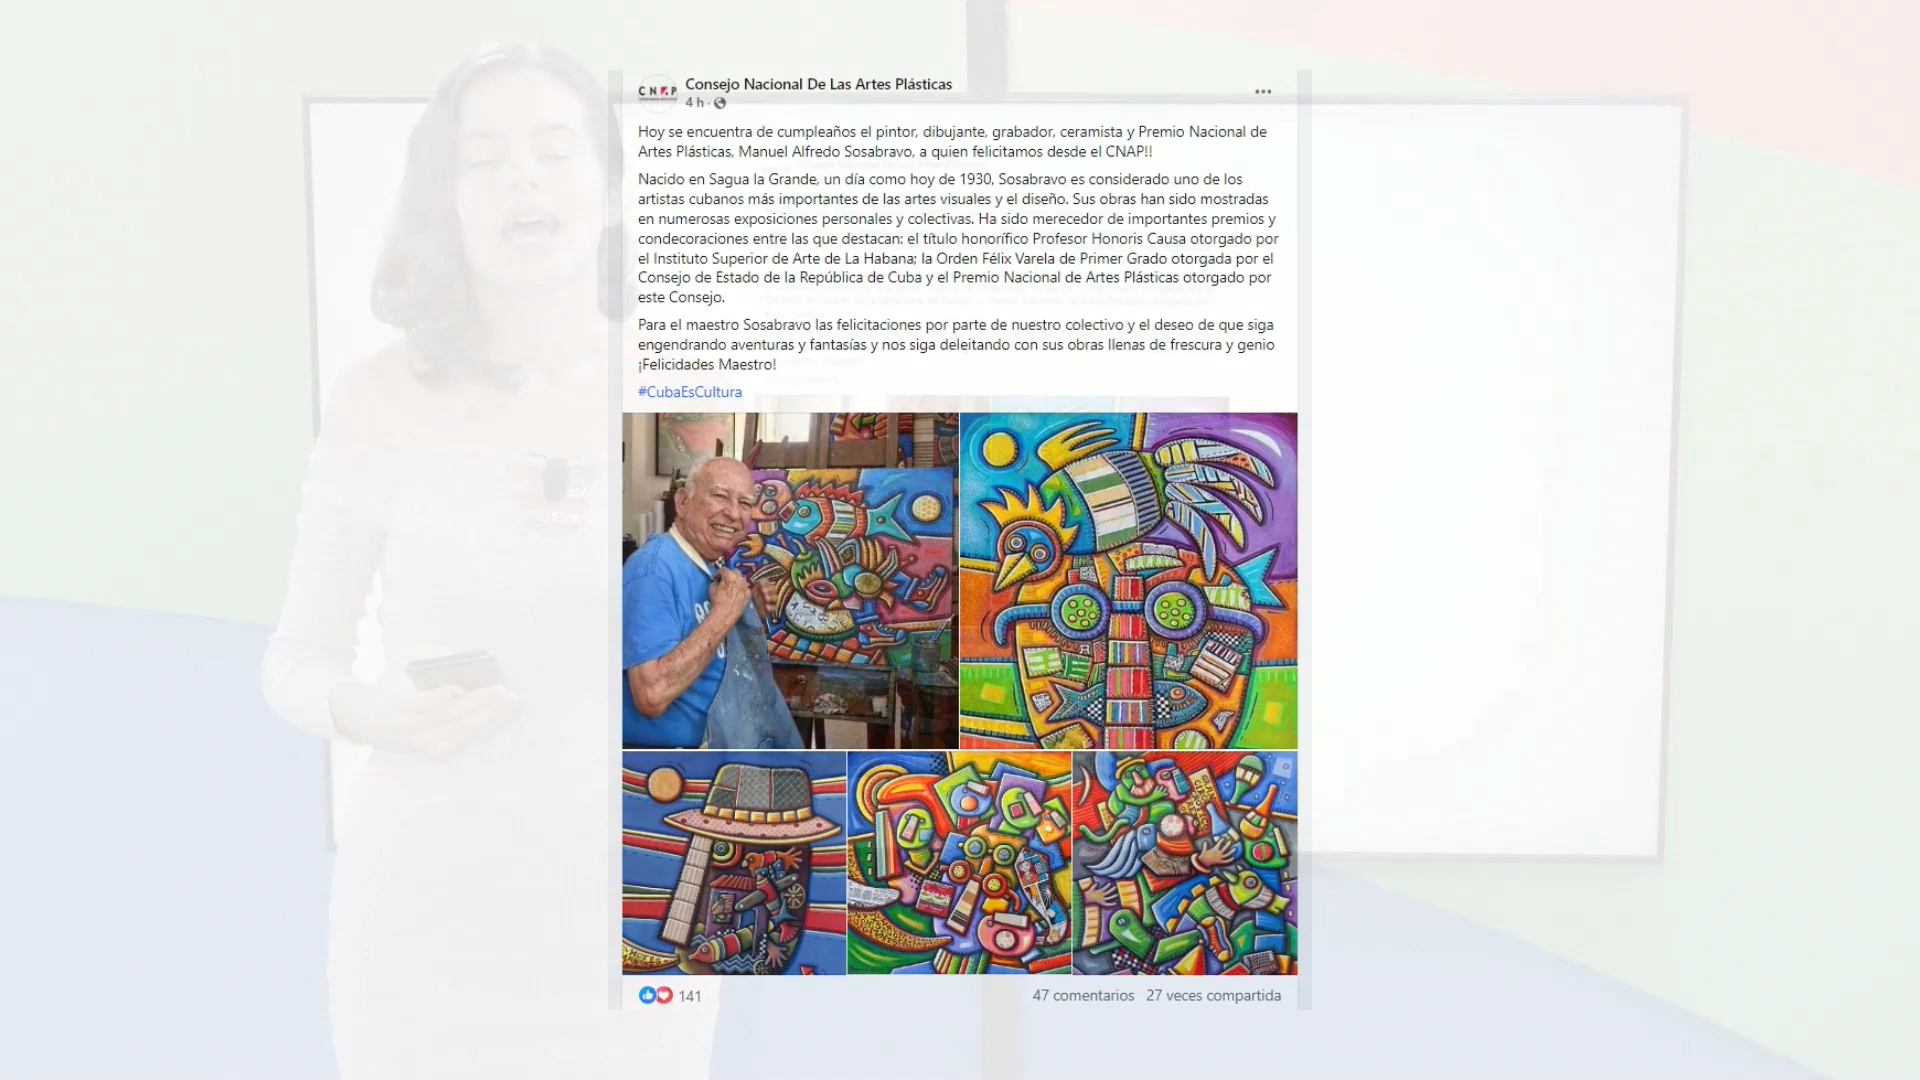 CNAP
Consejo Nacional De Las Artes Plásticas
4 h ·
Hoy se encuentra de cumpleaños el pintor, dibujante, grabador, ceramista y Premio Nacional de
Artes Plásticas, Manuel Alfredo Sosabravo, a quien felicitamos desde el CNAP!!
Nacido en Sagua la Grande, un día como hoy de 1930, Sosabravo es considerado uno de los
artistas cubanos más importantes de las artes visuales y el diseño. Sus obras han sido mostradas
en numerosas exposiciones personales y colectivas. Ha sido merecedor de importantes premios y
condecoraciones entre las que destacan: el título honorífico Profesor Honoris Causa otorgado por
el Instituto Superior de Arte de La Habana; la Orden Félix Varela de Primer Grado otorgada por el
Consejo de Estado de la República de Cuba y el Premio Nacional de Artes Plásticas otorgado por
este Consejo.
Para el maestro Sosabravo las felicitaciones por parte de nuestro colectivo y el deseo de que siga
engendrando aventuras y fantasías y nos siga deleitando con sus obras llenas de frescura y genio
¡Felicidades Maestro!
#CubaEsCultura
141
47 comentarios 27 veces compartida